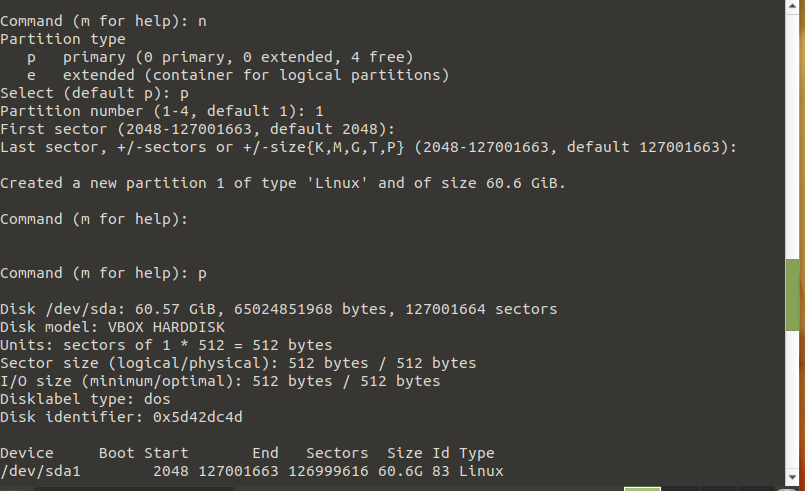 Command (m for help): n
Partition type
   p   primary (0 primary, 0 extended, 4 free)
   e   extended (container for logical partitions)
Select (default p): p
Partition number (1-4, default 1): 1
First sector (2048-127001663, default 2048):
Last sector, +/-sectors or +/-size{K,M,G,T,P} (2048-127001663, default 127001663):
Created a new partition 1 of type 'Linux' and of size 60.6 GiB.
Command (m for help):
Command (m for help): p
Disk /dev/sda: 60.57 GiB, 65024851968 bytes, 127001664 sectors
Disk model: VBOX HARDDISK
Units: sectors of 1 * 512 = 512 bytes
Sector size (logical/physical): 512 bytes / 512 bytes
I/O size (minimum/optimal): 512 bytes / 512 bytes
Disklabel type: dos
Disk identifier: 0x5d42dc4d
Device     Boot Start       End   Sectors  Size Id Type
/dev/sda1        2048 127001663 126999616 60.6G 83 Linux